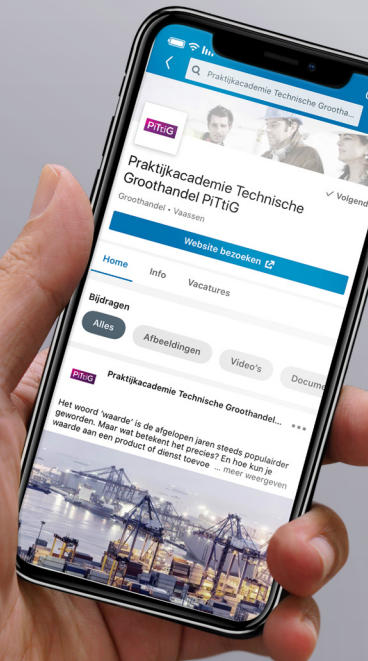 Praktijkacademie Technische Grootha...
PiTtiG
Praktijkacademie Technische
Groothandel PiTtiG
Volgend
Groothandel • Vaassen
Website bezoeken
Home
Info
Vacatures
Bijdragen
Alles
Afbeeldingen
Video's
Docume
PiTtiG
Praktijkacademie Technische Groothandel...
Het woord ‘waarde’ is de afgelopen jaren steeds populairder
geworden. Maar wat betekent het precies? En hoe kun je
waarde aan een product of dienst toevoe ... meer weergeven